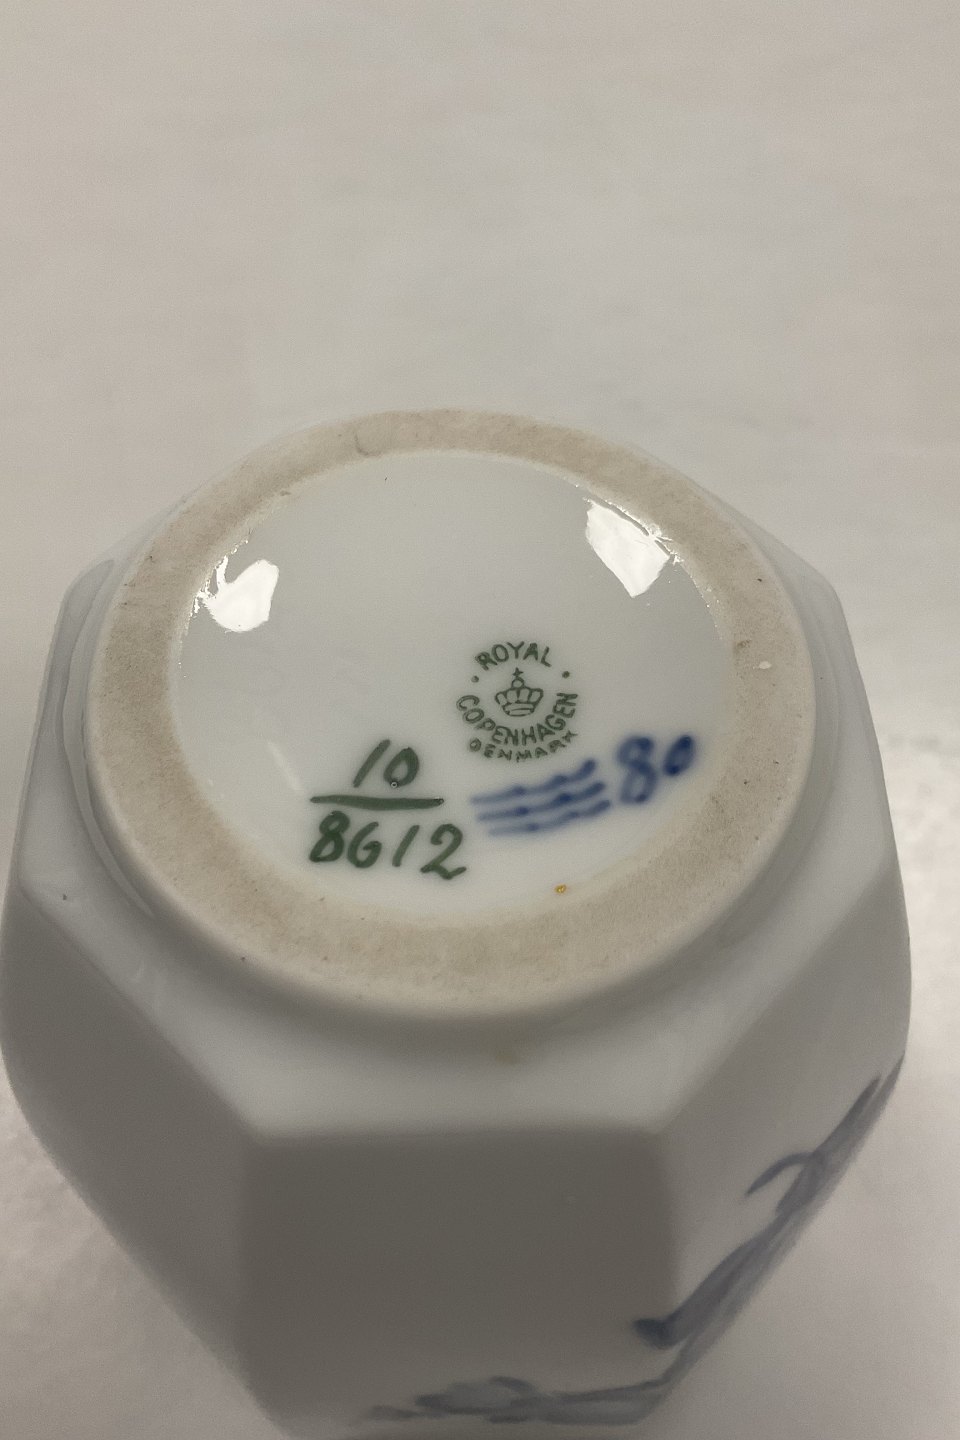 ROYAL
COPENHAGEN
DENMARK
10
8612
80